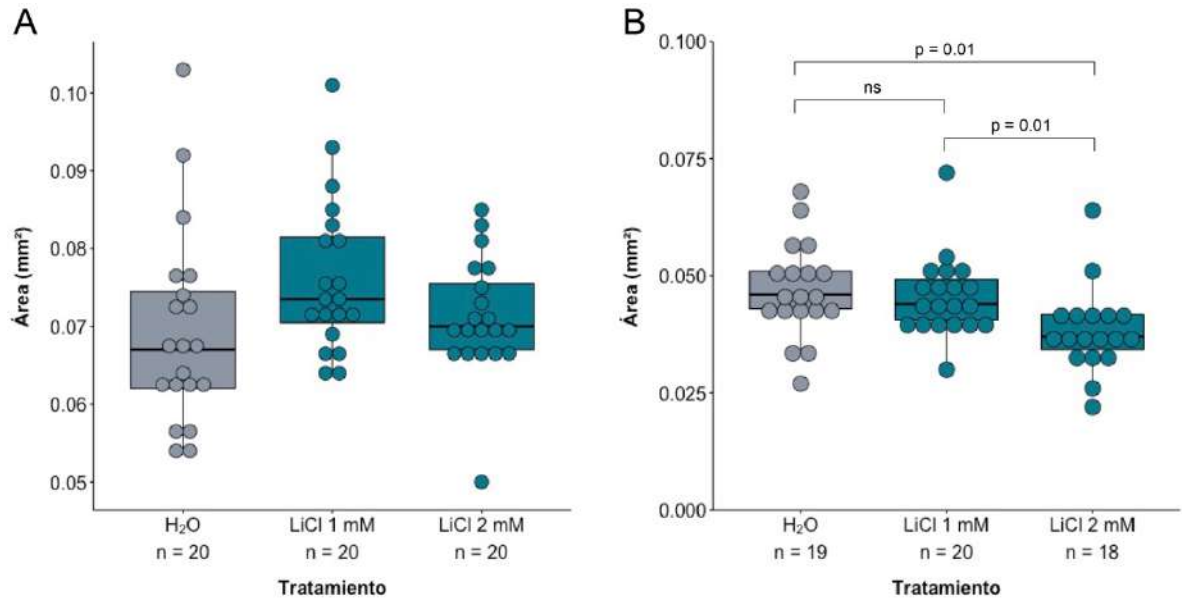 A
Área (mm²)
0.10
0.09
0.08
0.07
0.06
0.05
H₂O
LiCl 1 mM
LiCl 2 mM
n = 20
n = 20
n = 20
Tratamiento
B
Área (mm²)
0.100
0.075
0.050
0.025
0.000
p = 0.01
ns
p = 0.01
H₂O
LiCl 1 mM
LiCl 2 mM
n = 19
n = 20
n = 18
Tratamiento